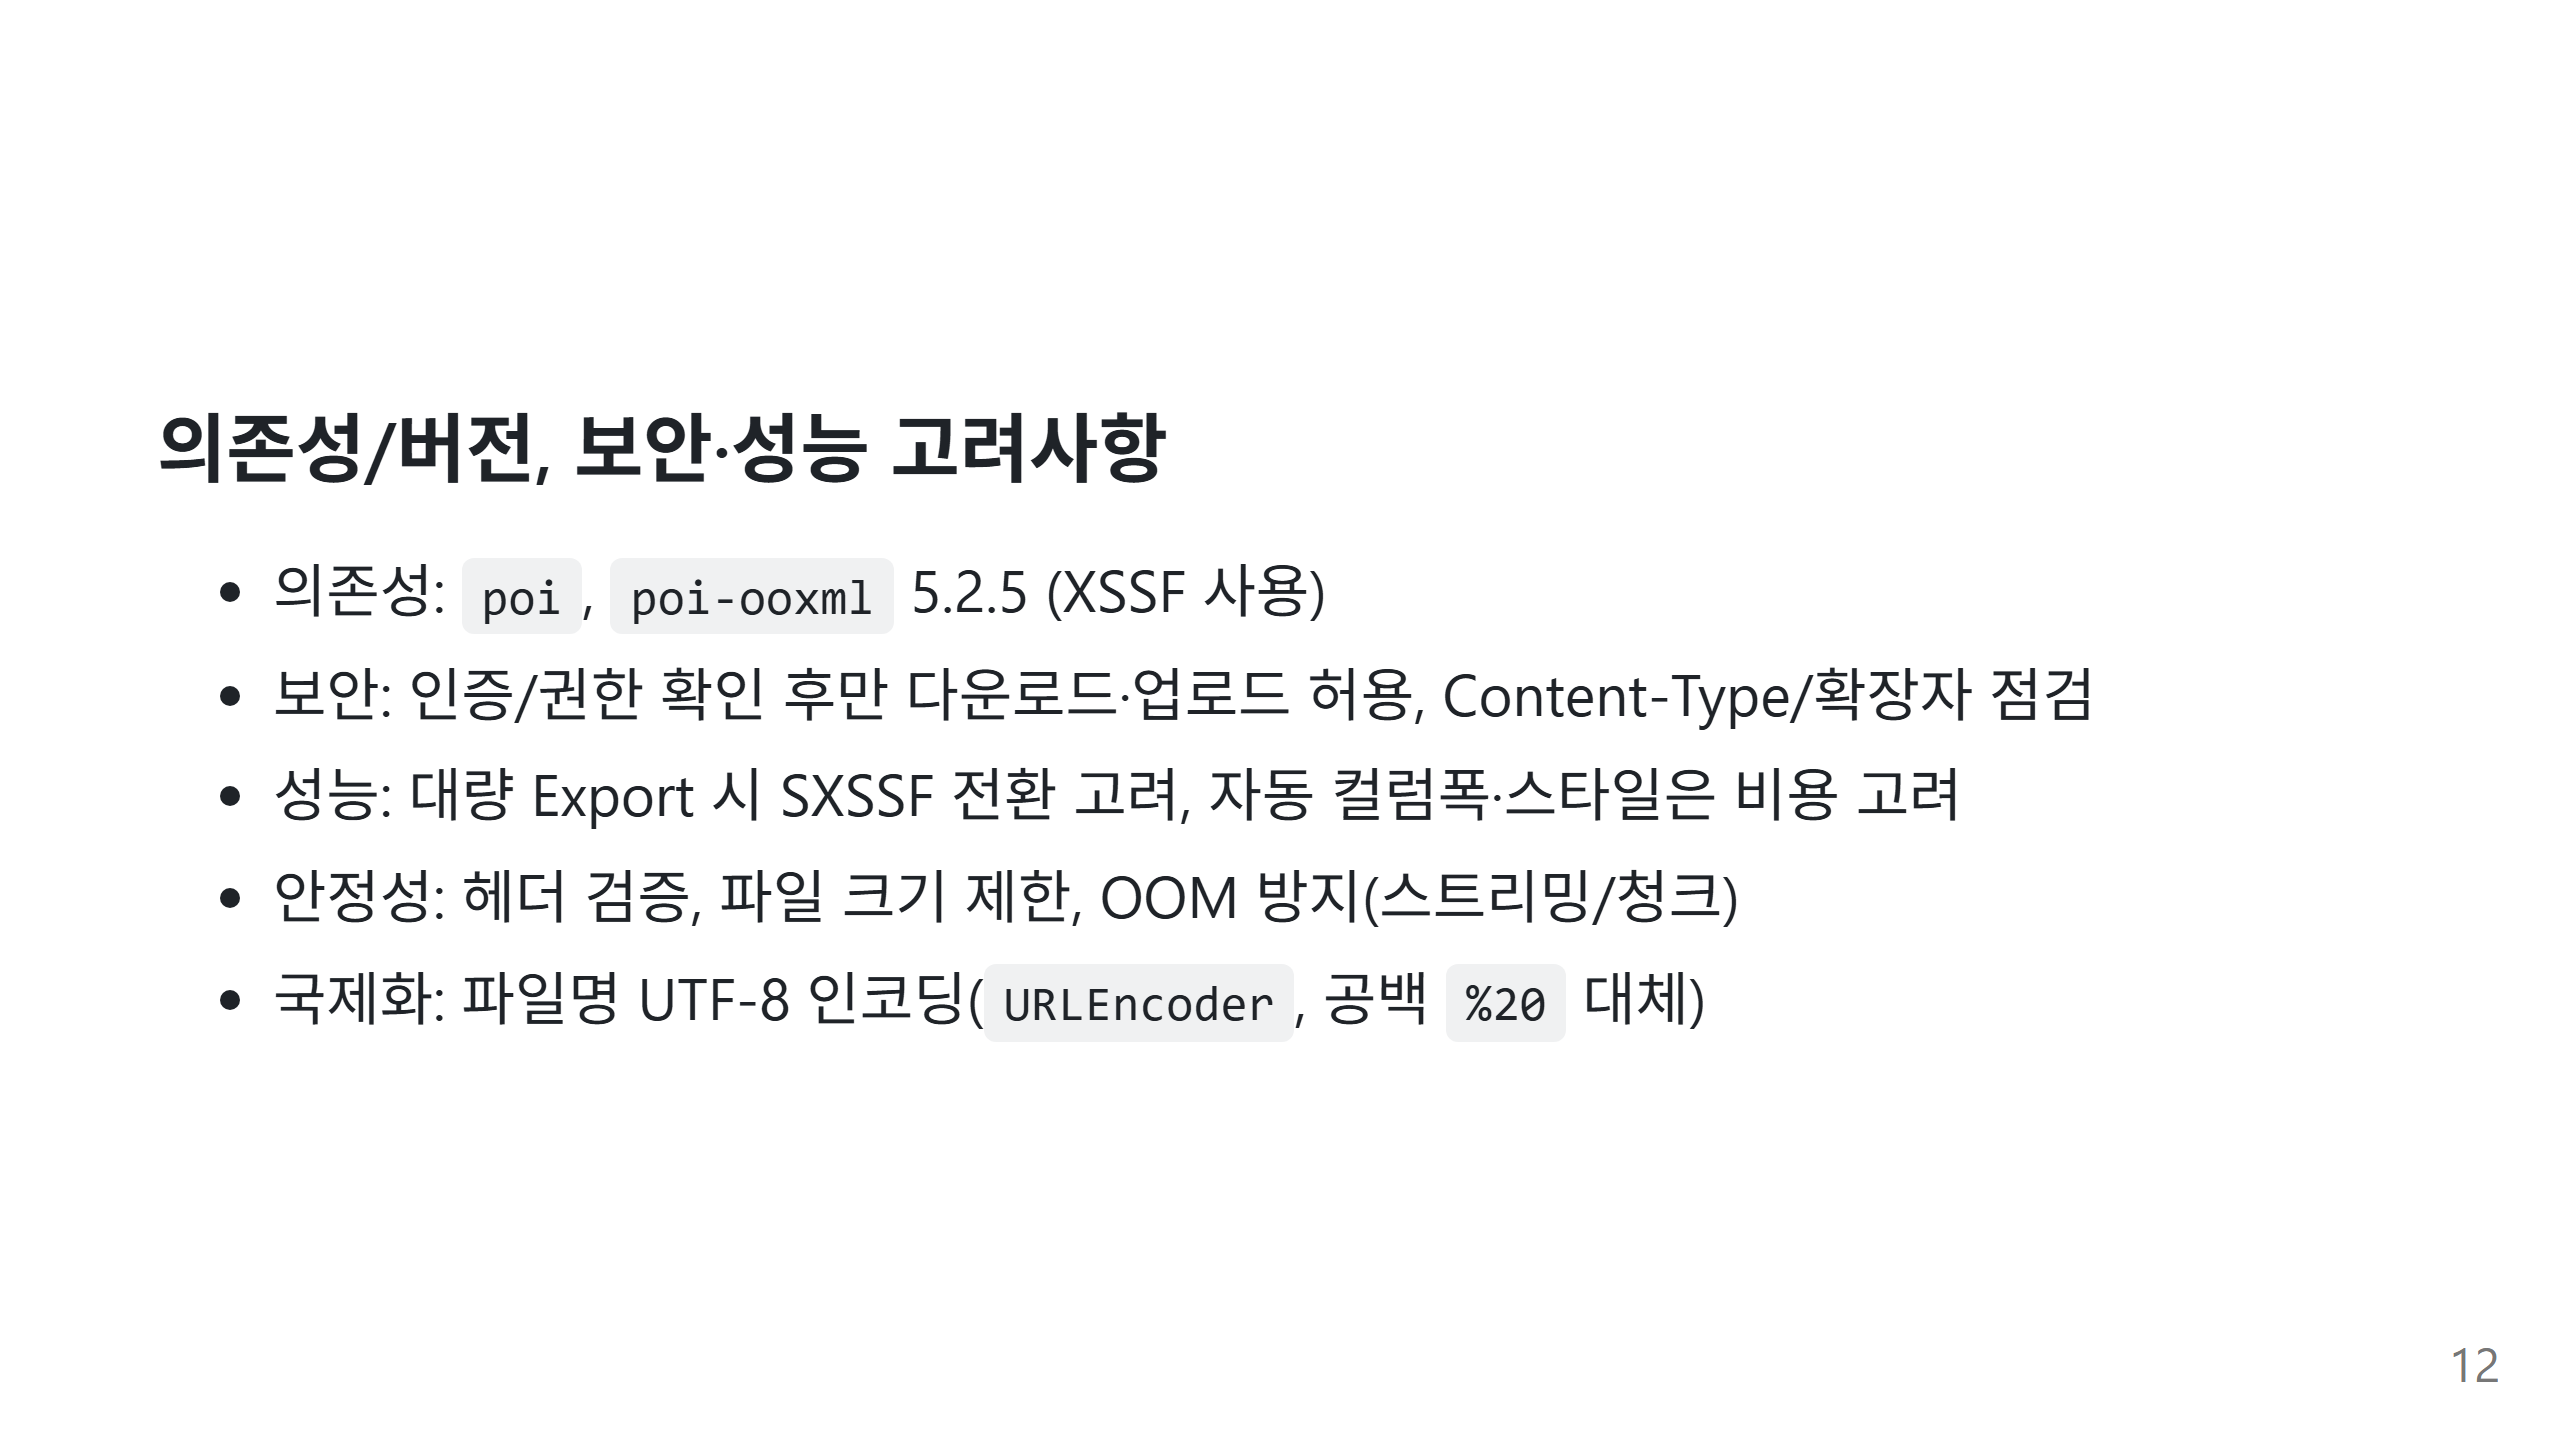 의존성/버전, 보안·성능 고려사항
• 의존성: poi, poi-ooxml 5.2.5 (XSSF 사용)
• 보안: 인증/권한 확인 후만 다운로드·업로드 허용, Content-Type/확장자 점검
• 성능: 대량 Export 시 SXSSF 전환 고려, 자동 컬럼폭·스타일은 비용 고려
• 안정성: 헤더 검증, 파일 크기 제한, OOM 방지(스트리밍/청크)
• 국제화: 파일명 UTF-8 인코딩(URLEncoder, 공백 %20 대체)
12